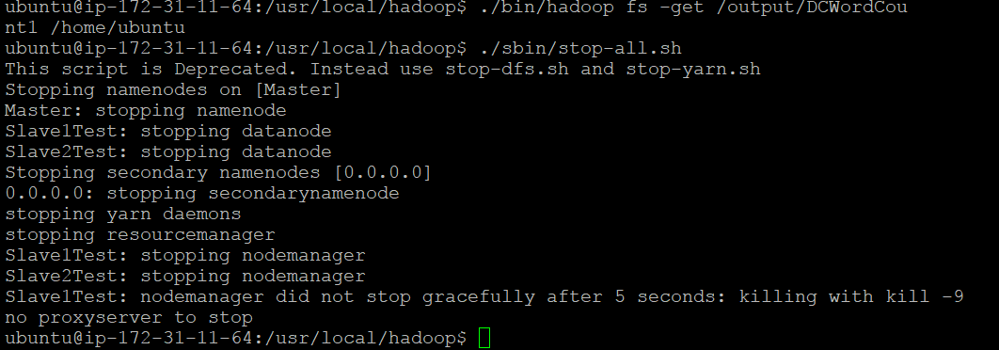 ubuntu@ip-172-31-11-64:/usr/local/hadoop$ ./bin/hadoop fs -get /output/DCWordCou
nt1 /home/ubuntu
ubuntu@ip-172-31-11-64:/usr/local/hadoop$ ./sbin/stop-all.sh
This script is Deprecated. Instead use stop-dfs.sh and stop-yarn.sh
Stopping namenodes on [Master]
Master: stopping namenode
Slave1Test: stopping datanode
Slave2Test: stopping datanode
Stopping secondary namenodes [0.0.0.0]
0.0.0.0: stopping secondarynamenode
stopping yarn daemons
stopping resourcemanager
Slave1Test: stopping nodemanager
Slave2Test: stopping nodemanager
Slave1Test: nodemanager did not stop gracefully after 5 seconds: killing with kill -9
no proxyserver to stop
ubuntu@ip-172-31-11-64:/usr/local/hadoop$